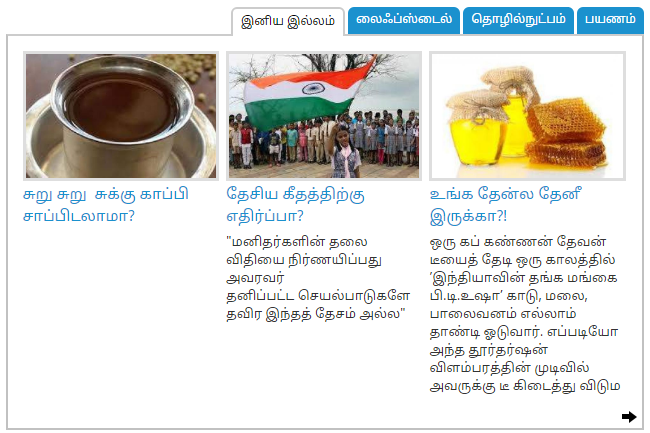 இனிய இல்லம்
லைஃப்ஸ்டைல்
தொழில்நுட்பம்
பயணம்
சுறு சுறு சுக்கு காப்பி
சாப்பிடலாமா?
தேசிய கீதத்திற்கு
எதிர்ப்பா?
"மனிதர்களின் தலை
விதியை நிர்ணயிப்பது
அவரவர்
தனிப்பட்ட செயல்பாடுகளே
தவிர இந்தத் தேசம் அல்ல"
உங்க தேன்ல தேனீ
இருக்கா?!
ஒரு கப் கண்ணன் தேவன்
டீயைத் தேடி ஒரு காலத்தில்
’இந்தியாவின் தங்க மங்கை
பி.டி.உஷா’ காடு, மலை,
பாலைவனம் எல்லாம்
தாண்டி ஓடுவார். எப்படியோ
அந்த தூர்தர்ஷன்
விளம்பரத்தின் முடிவில்
அவருக்கு டீ கிடைத்து விடும